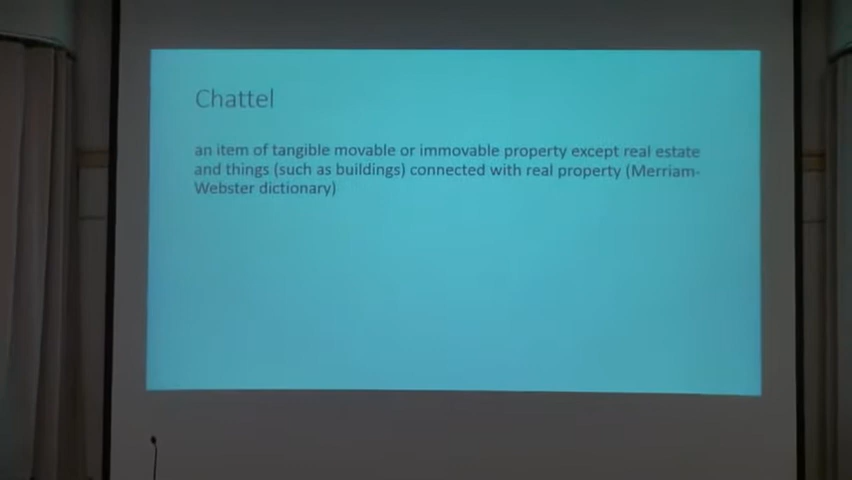 Chattel
an item of tangible movable or immovable property except real estate
and things (such as buildings) connected with real property (Merriam-
Webster dictionary)